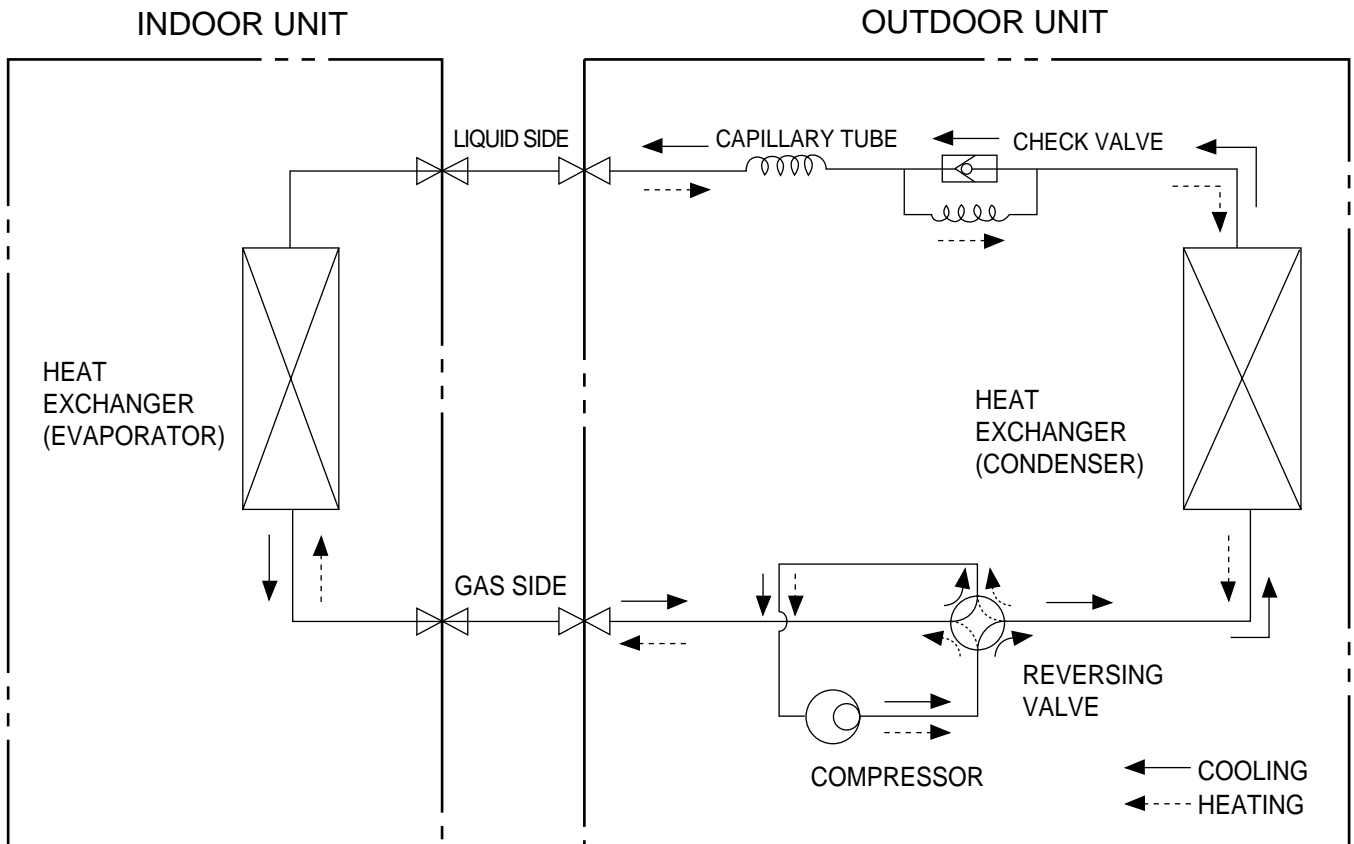 INDOOR UNIT
OUTDOOR UNIT
LIQUID SIDE
CAPILLARY TUBE
CHECK VALVE
HEAT
EXCHANGER
(EVAPORATOR)
HEAT
EXCHANGER
(CONDENSER)
GAS SIDE
REVERSING
VALVE
COMPRESSOR
COOLING
HEATING